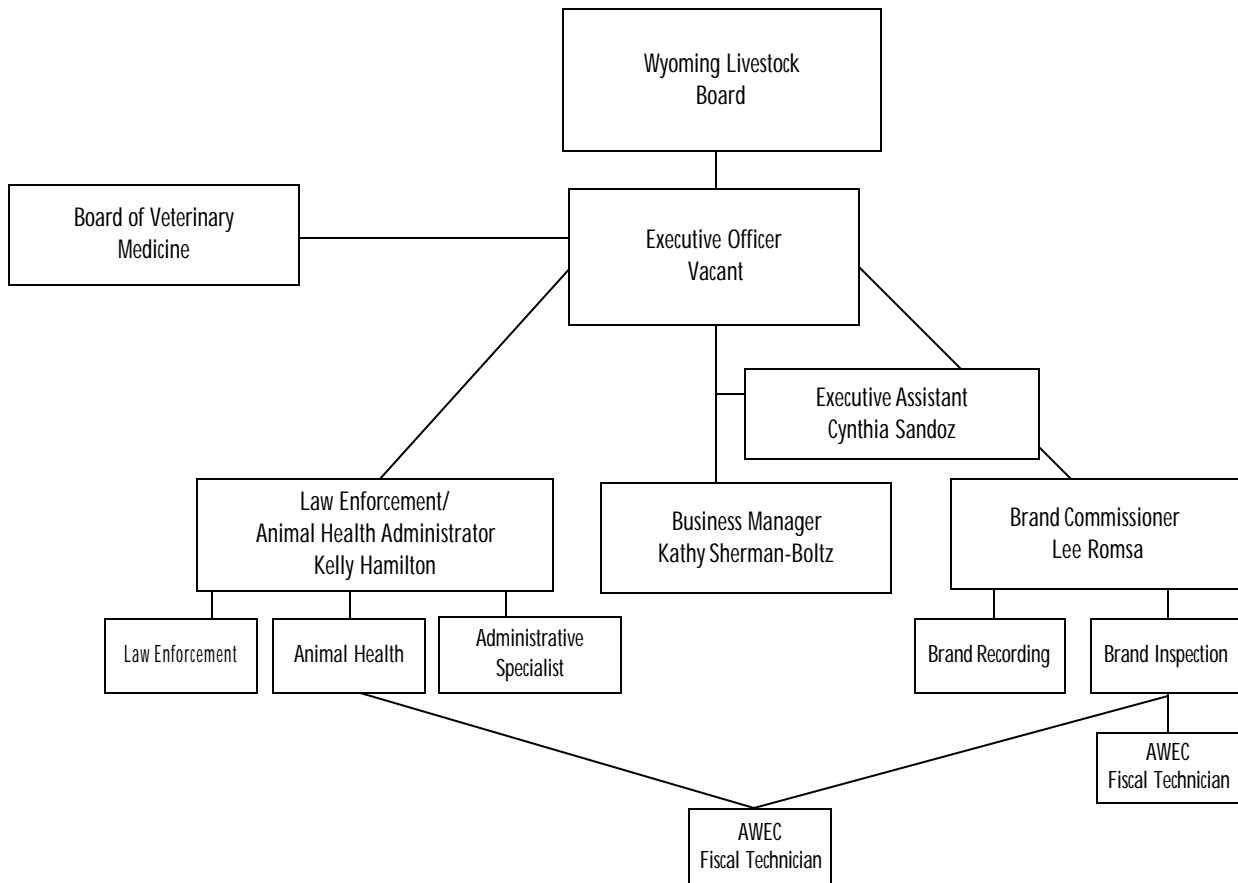 Wyoming Livestock
Board
Board of Veterinary
Medicine
Executive Officer
Vacant
Executive Assistant
Cynthia Sandoz
Law Enforcement/
Animal Health Administrator
Kelly Hamilton
Business Manager
Kathy Sherman-Boltz
Brand Commissioner
Lee Romsa
Law Enforcement
Animal Health
Administrative
Specialist
Brand Recording
Brand Inspection
AWEC
Fiscal Technician
AWEC
Fiscal Technician